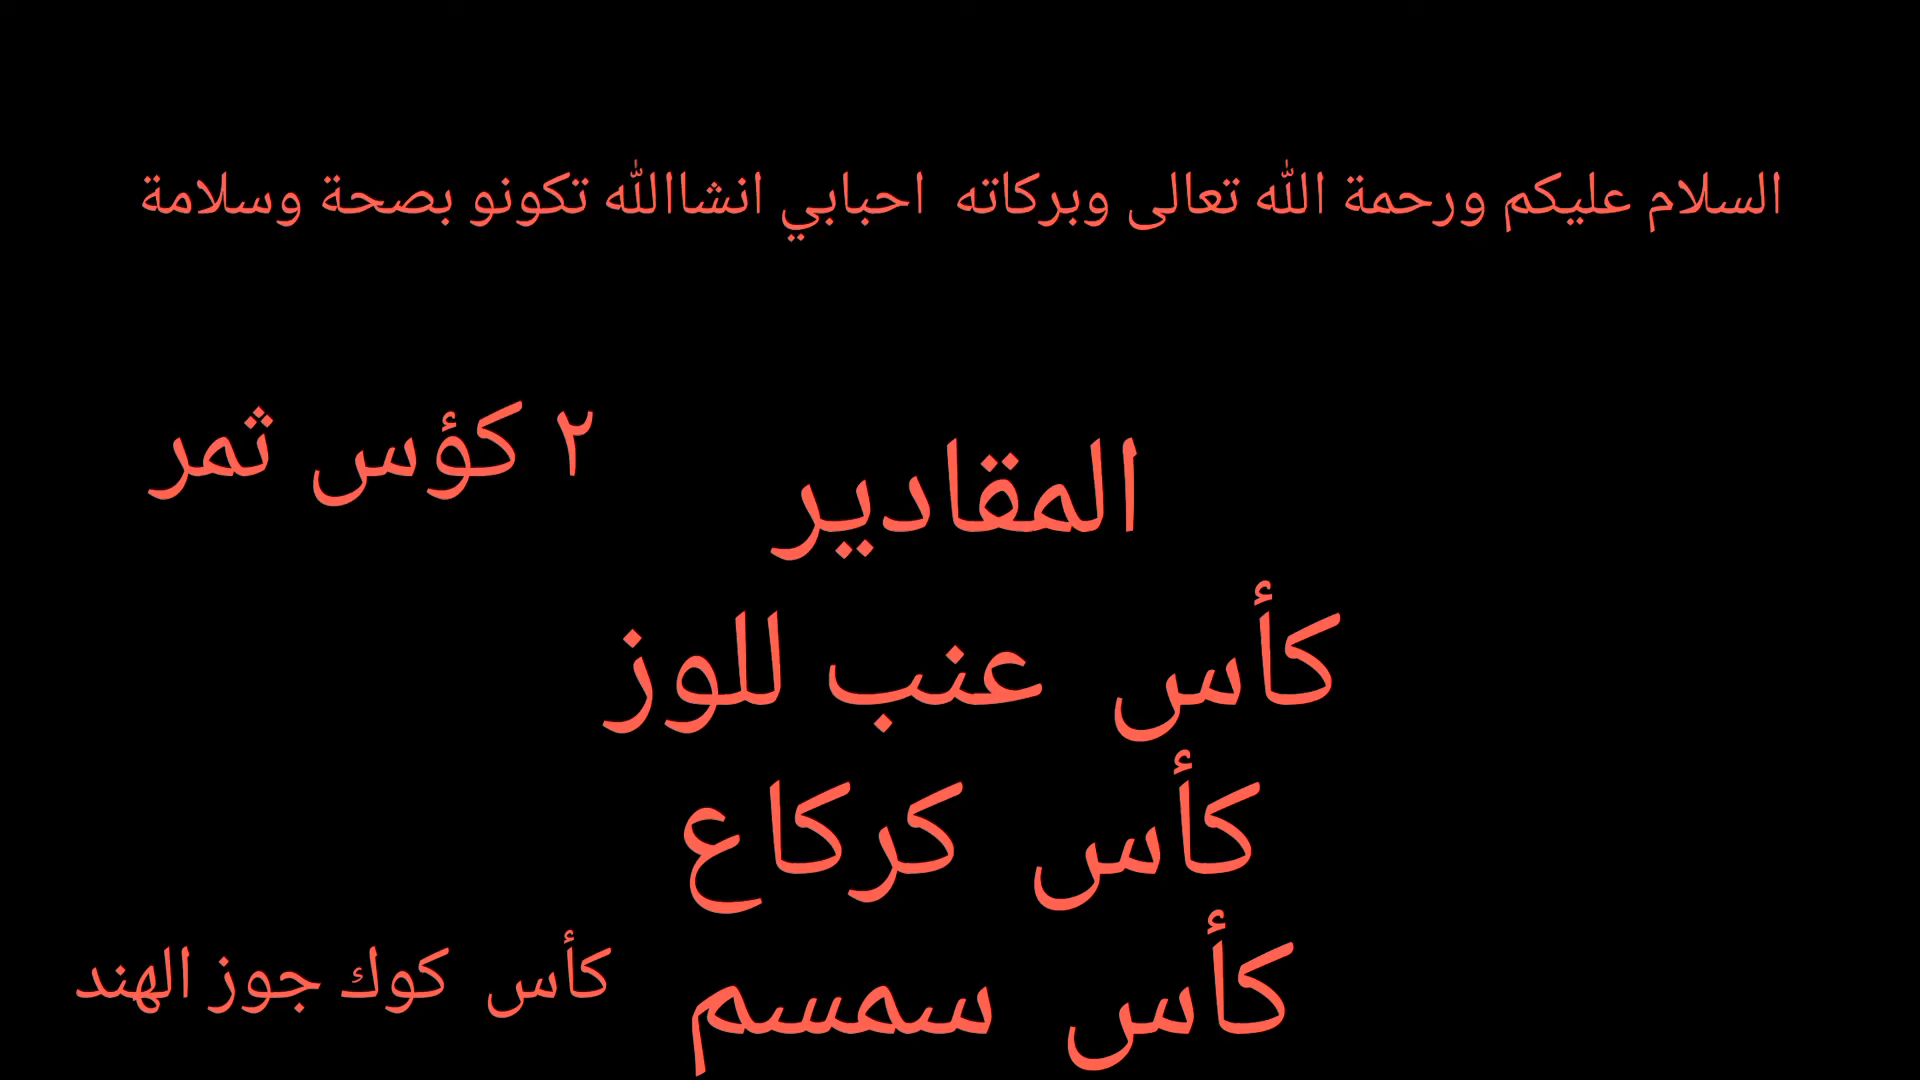 السلام عليكم ورحمة الله تعالى وبركاته احبابي انشاالله تكونو بصحة وسلامة
المقادير
٢ كؤس ثمر
كأس عنب للوز
كأس كركاع
كأس سمسم
كأس كوك جوز الهند